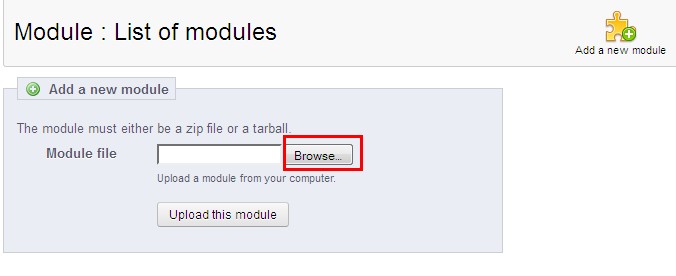 Module : List of modules
Add a new module
Add a new module
The module must either be a zip file or a tarball.
Module file
Browse...
Upload a module from your computer.
Upload this module